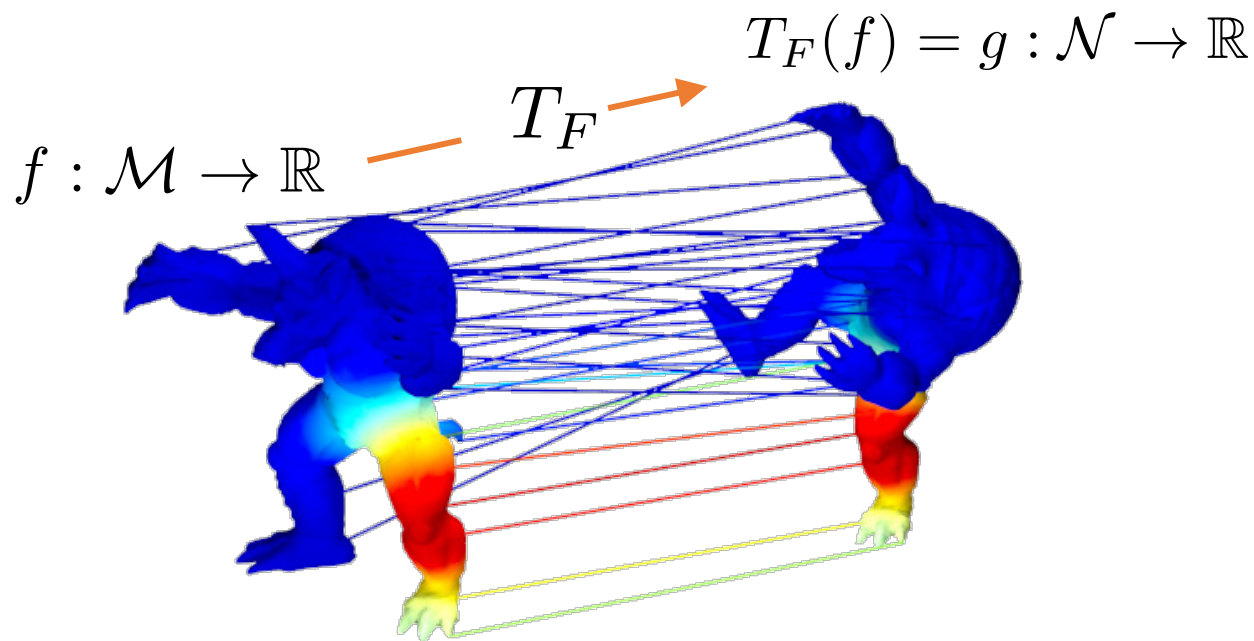 T_F(f) = g : 𝒩 → ℝ
T_F
f : ℳ → ℝ